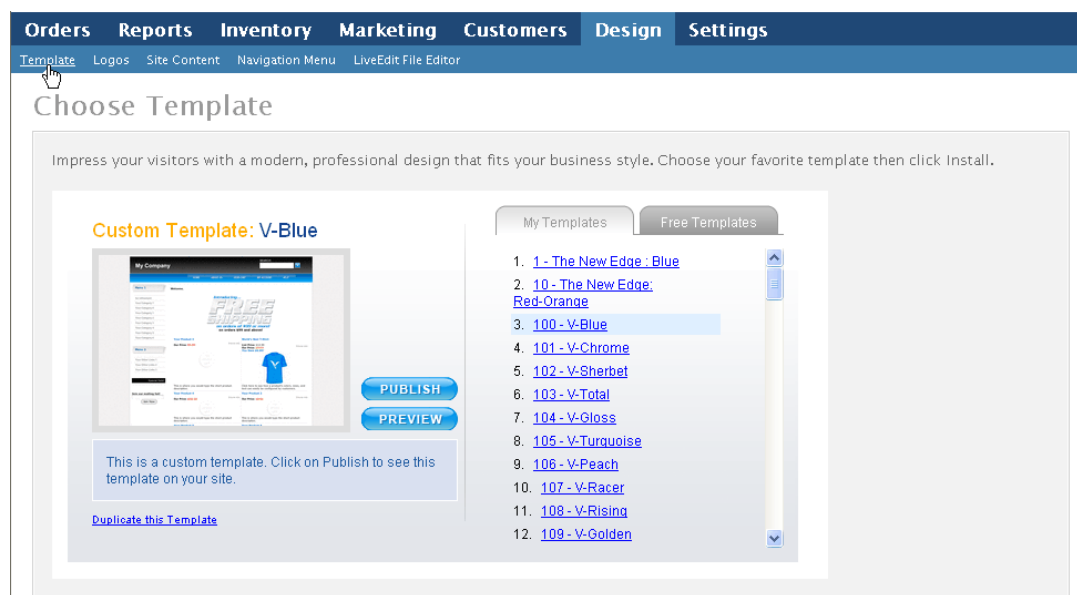 Orders Reports Inventory Marketing Customers Design Settings
Template Logos Site Content Navigation Menu LiveEdit File Editor
Choose Template
Impress your visitors with a modern, professional design that fits your business style. Choose your favorite template then click Install.
Custom Template: V-Blue
My Company
Introducing...
FREE
SHIPPING
PUBLISH
PREVIEW
This is a custom template. Click on Publish to see this
template on your site.
Duplicate this Template
My Templates Free Templates
1. 1 - The New Edge : Blue
2. 10 - The New Edge:
Red-Orange
3. 100 - V-Blue
4. 101 - V-Chrome
5. 102 - V-Sherbet
6. 103 - V-Total
7. 104 - V-Gloss
8. 105 - V-Turquoise
9. 106 - V-Peach
10. 107 - V-Racer
11. 108 - V-Rising
12. 109 - V-Golden